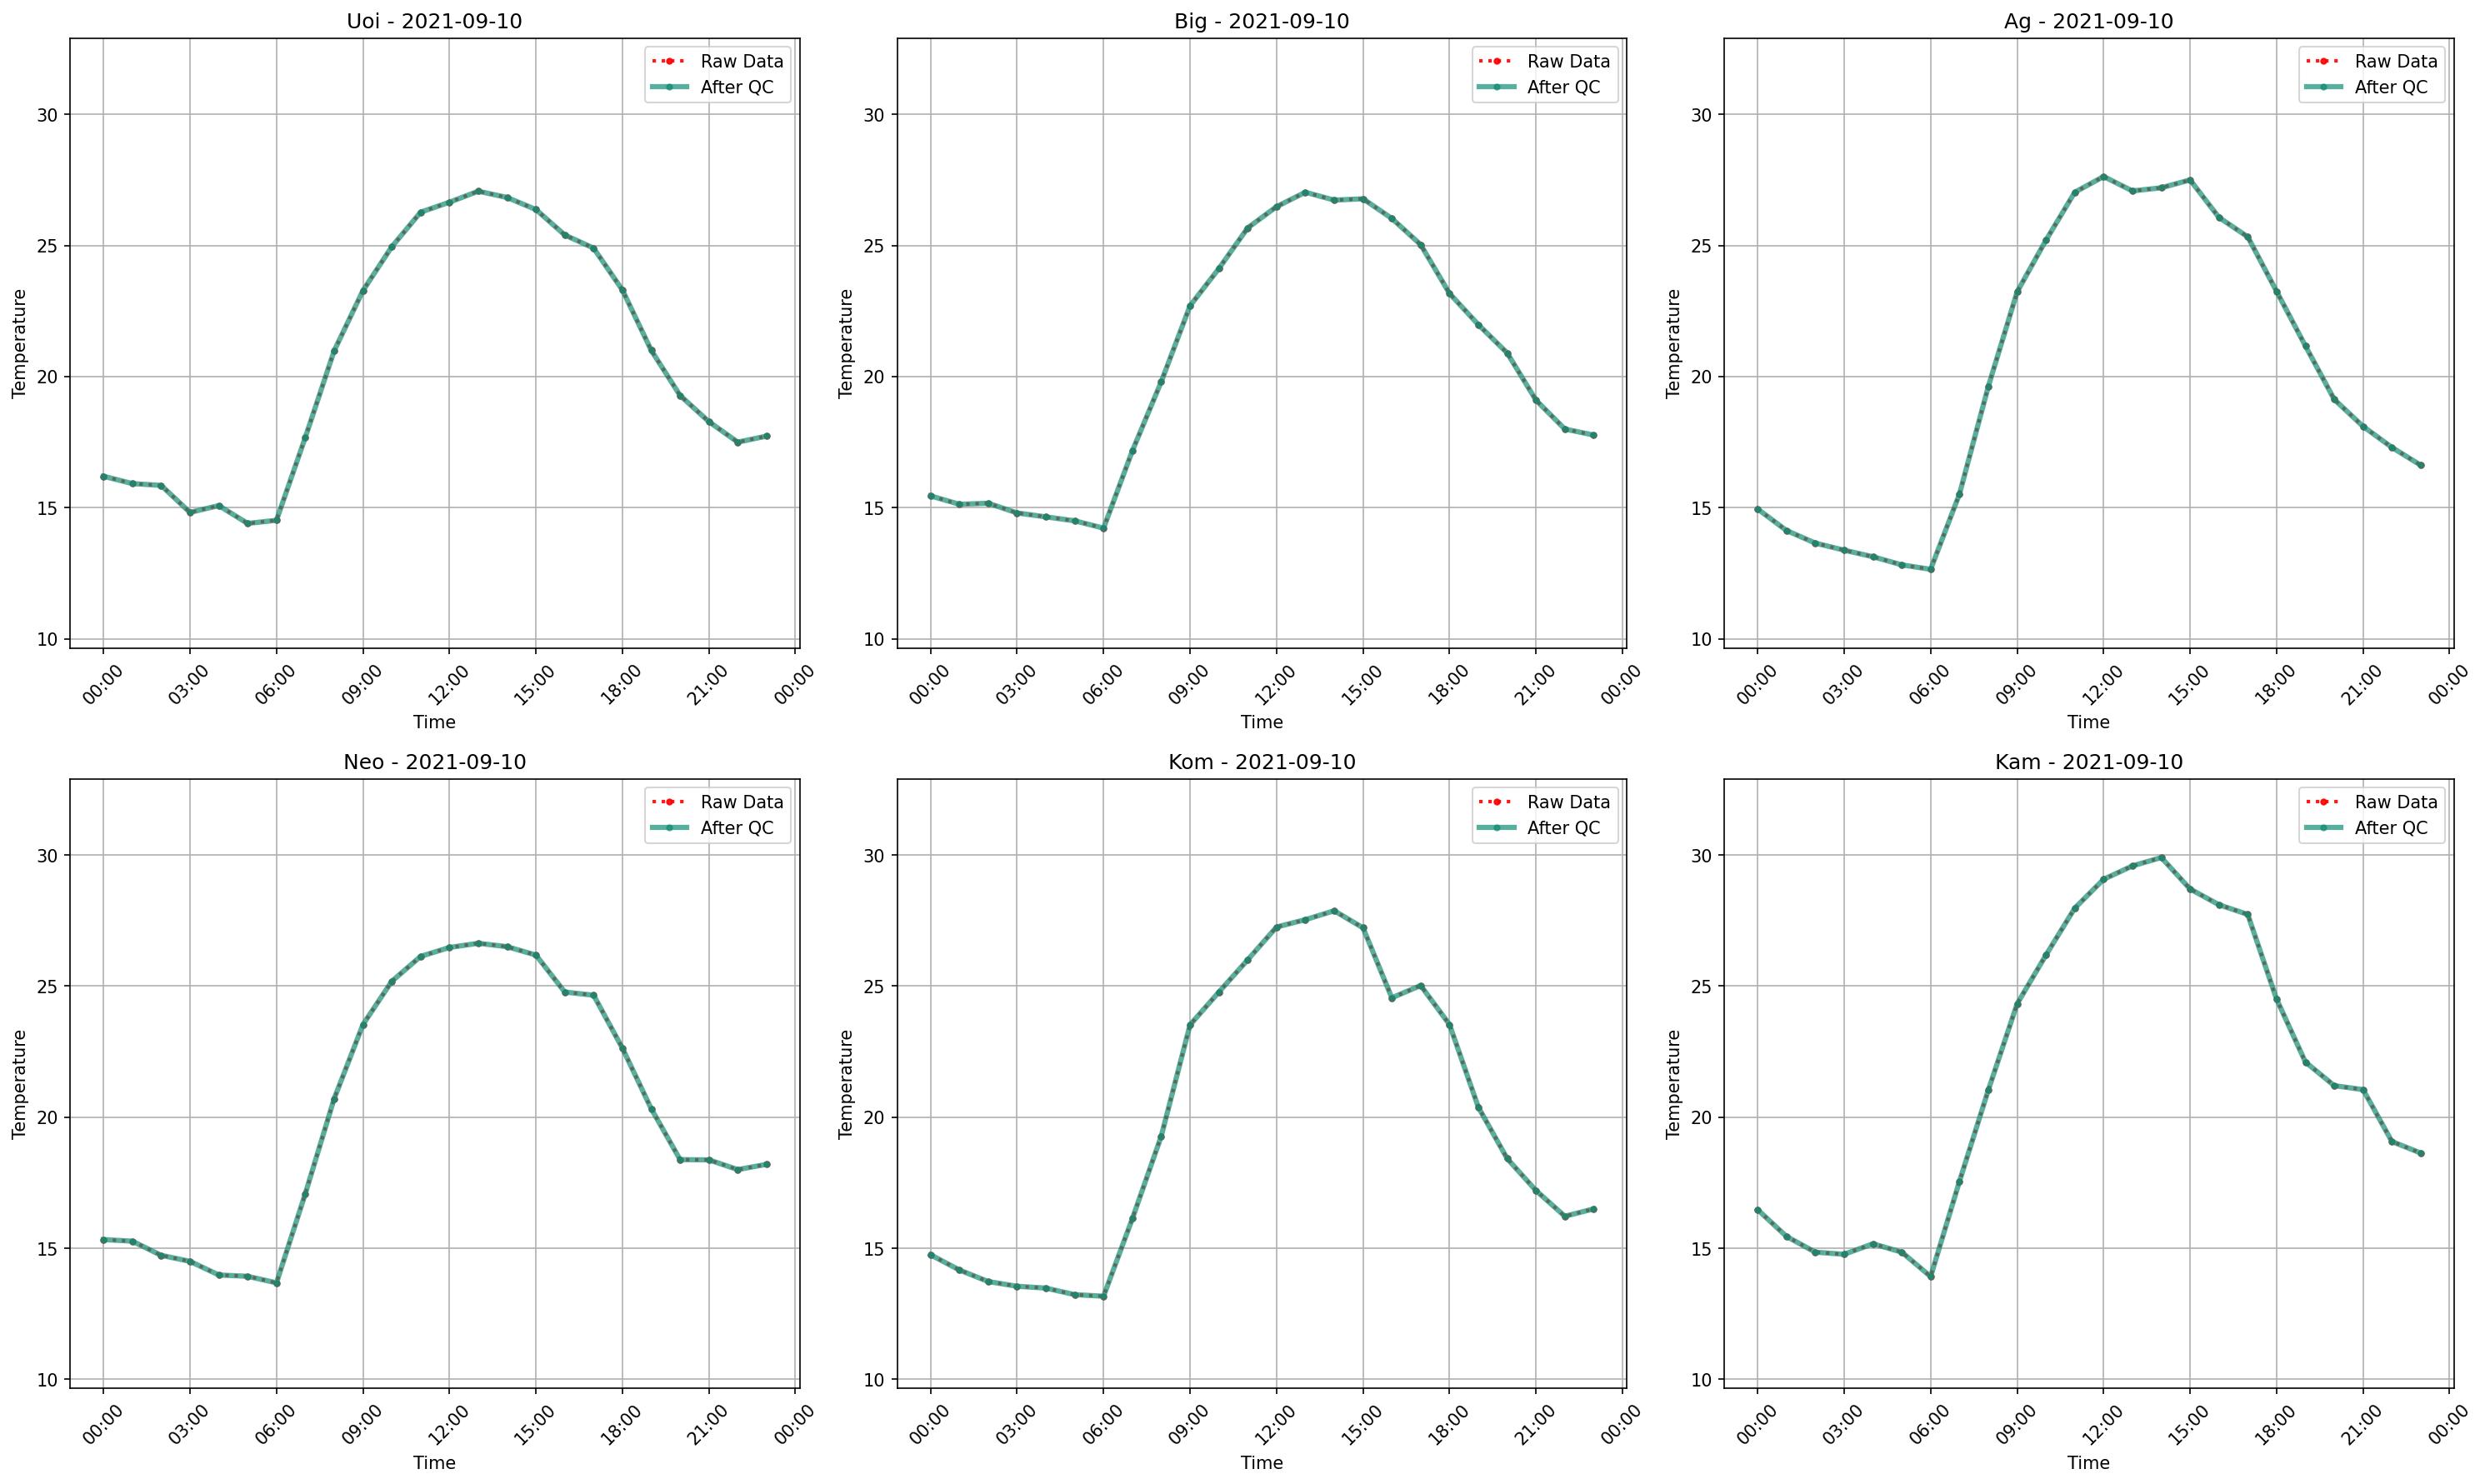 Uoi - 2021-09-10
Raw Data
After QC
30
25
20
15
10
Temperature
00:00
03:00
06:00
09:00
12:00
15:00
18:00
21:00
00:00
Time
Big - 2021-09-10
Raw Data
After QC
30
25
20
15
10
Temperature
00:00
03:00
06:00
09:00
12:00
15:00
18:00
21:00
00:00
Time
Ag - 2021-09-10
Raw Data
After QC
30
25
20
15
10
Temperature
00:00
03:00
06:00
09:00
12:00
15:00
18:00
21:00
00:00
Time
Neo - 2021-09-10
Raw Data
After QC
30
25
20
15
10
Temperature
00:00
03:00
06:00
09:00
12:00
15:00
18:00
21:00
00:00
Time
Kom - 2021-09-10
Raw Data
After QC
30
25
20
15
10
Temperature
00:00
03:00
06:00
09:00
12:00
15:00
18:00
21:00
00:00
Time
Kam - 2021-09-10
Raw Data
After QC
30
25
20
15
10
Temperature
00:00
03:00
06:00
09:00
12:00
15:00
18:00
21:00
00:00
Time